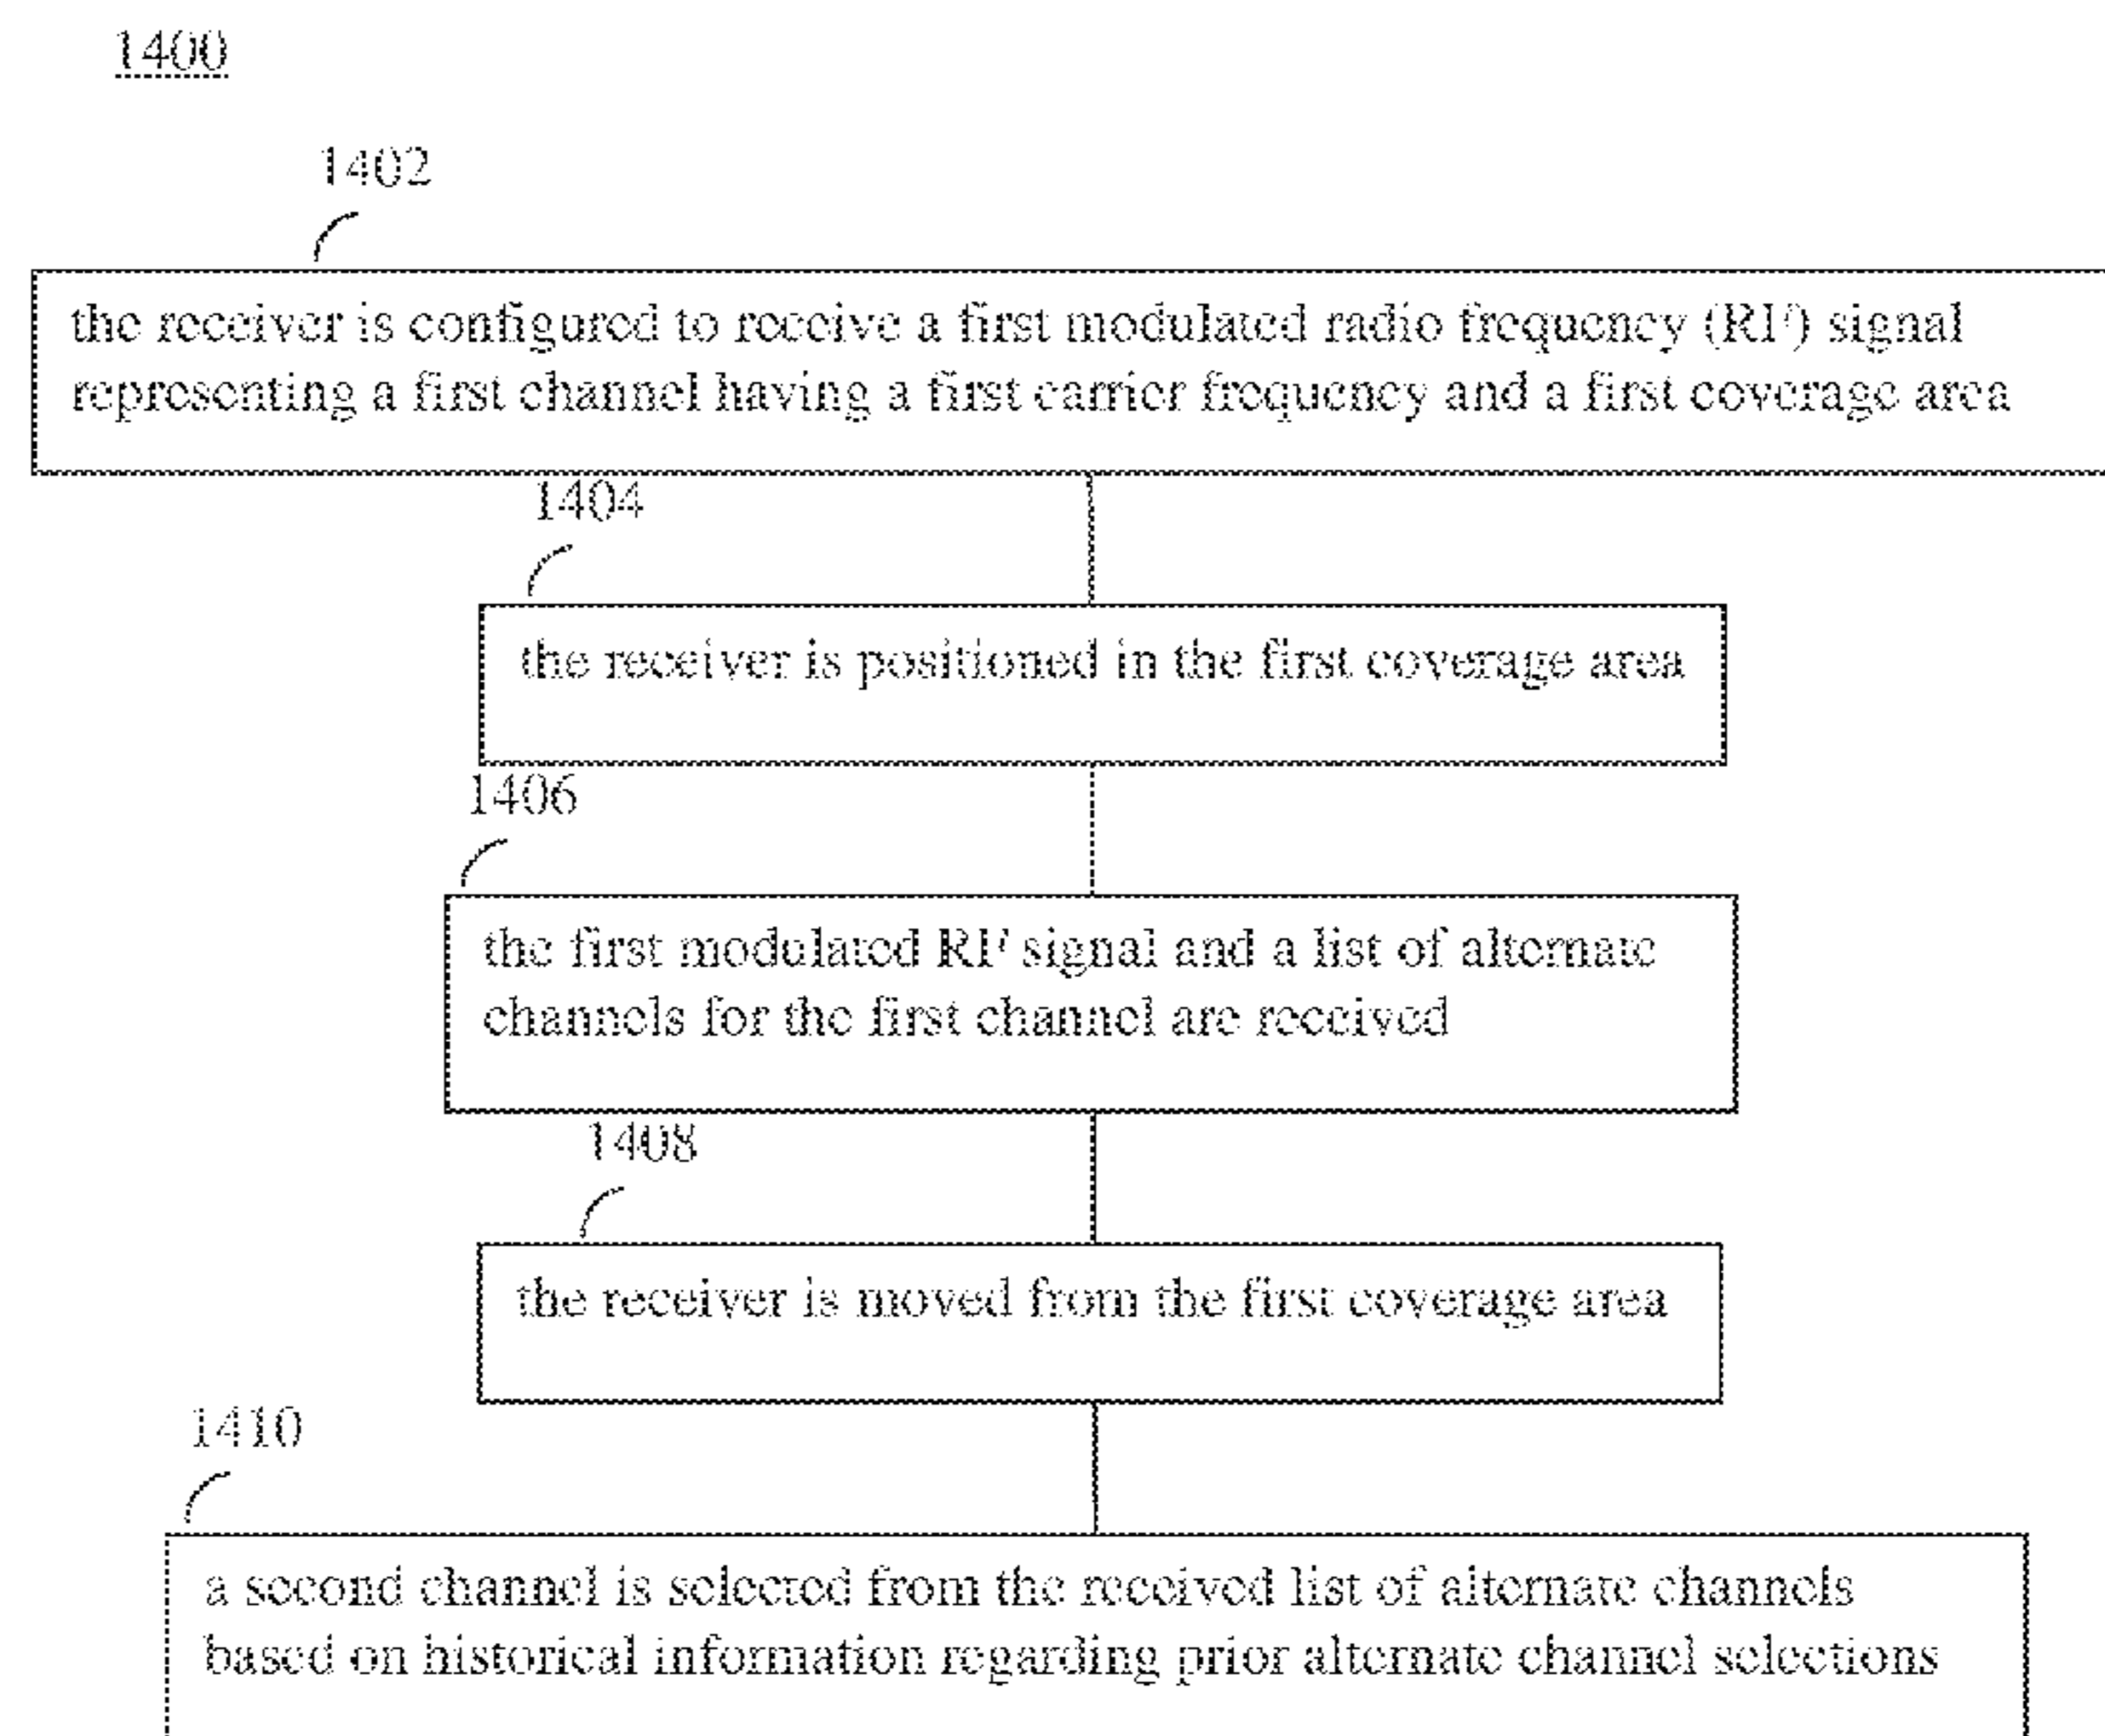 1400
1402
the receiver is configured to receive a first modulated radio frequency (RF) signal
representing a first channel having a first carrier frequency and a first coverage area
1404
the receiver is positioned in the first coverage area
1406
the first modulated RF signal and a list of alternate
channels for the first channel are received
1408
the receiver is moved from the first coverage area
1410
a second channel is selected from the received list of alternate channels
based on historical information regarding prior alternate channel selections